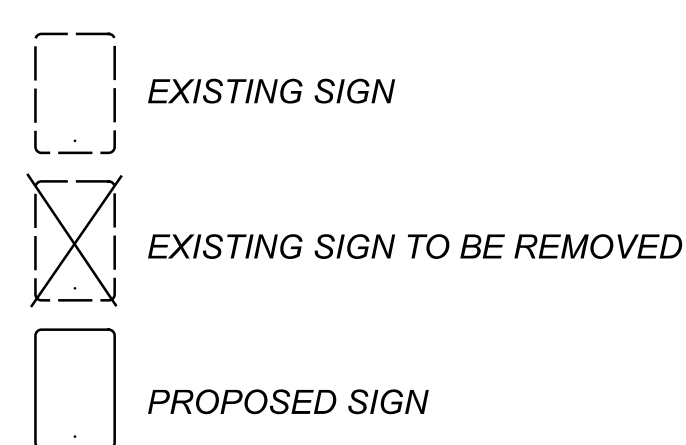 EXISTING SIGN
EXISTING SIGN TO BE REMOVED
PROPOSED SIGN